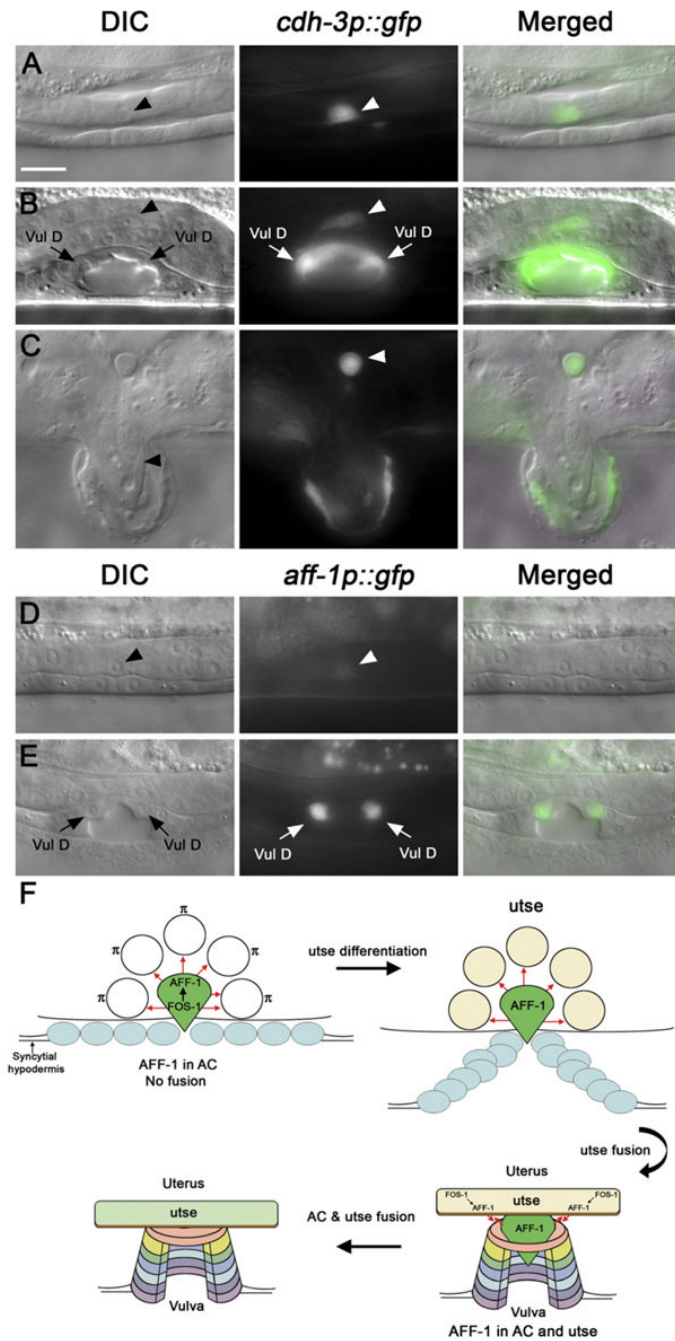 DIC cdh-3p::gfp Merged
A
B
Vul D Vul D Vul D Vul D
C
DIC aff-1p::gfp Merged
D
E
Vul D Vul D Vul D Vul D
F
π π π π π
AFF-1
FOS-1
Syncytial
hypodermis
AFF-1 in AC
No fusion
utse differentiation
utse
AFF-1
utse fusion
Uterus
utse
FOS-1 FOS-1
AFF-1 AFF-1
AFF-1
Vulva
AFF-1 in AC and utse
AC & utse fusion
Uterus
utse
Vulva